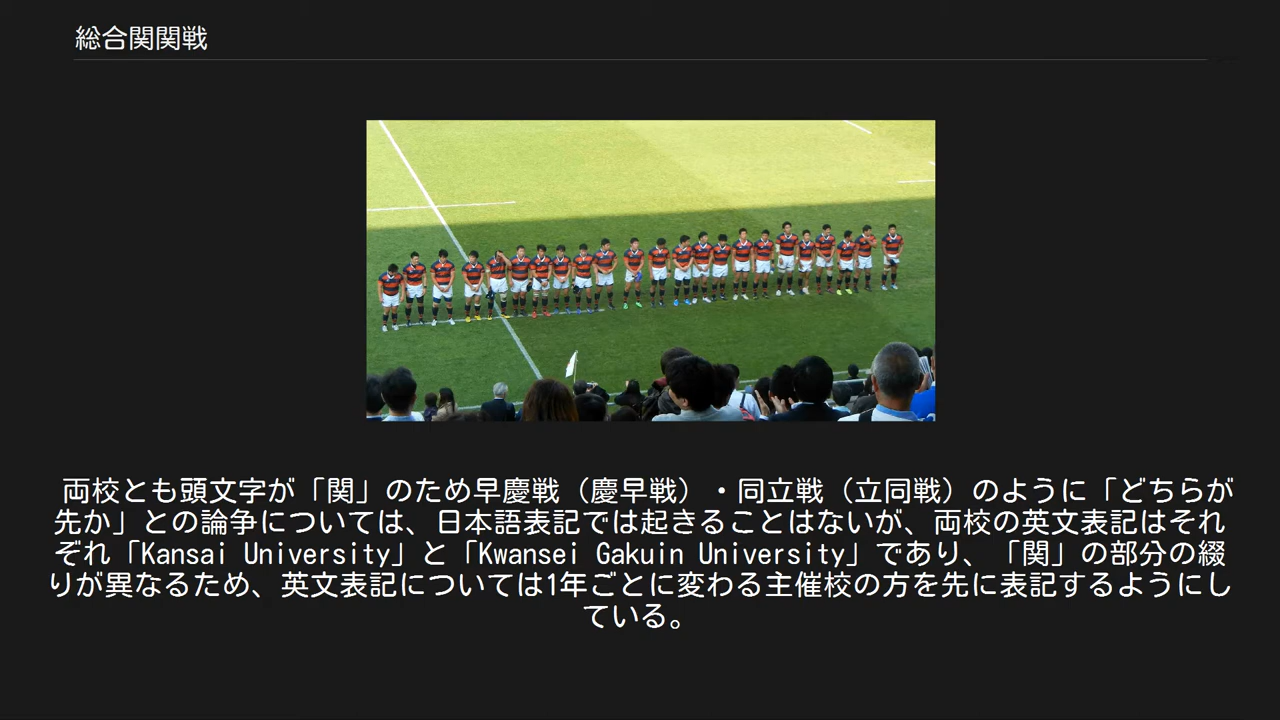 総合関関戦
両校とも頭文字が「関」のため早慶戦（慶早戦）・同立戦（立同戦）のように「どちらが
先か」との論争については、日本語表記では起きることはないが、両校の英文表記はそれ
ぞれ「Kansai University」と「Kwansei Gakuin University」であり、「関」の部分の綴
りが異なるため、英文表記については1年ごとに変わる主催校の方を先に表記するようにし
ている。